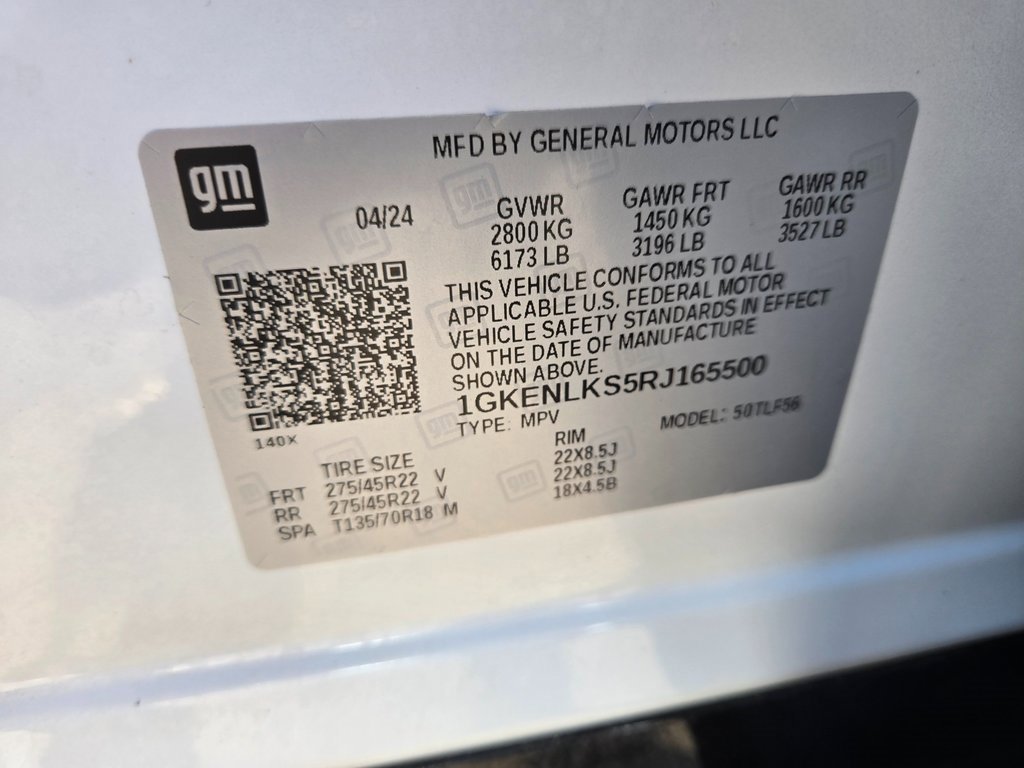 gm
MFD BY GENERAL MOTORS LLC
04/24
GVWR
2800 KG
6173 LB
GAWR FRT
1450 KG
3196 LB
GAWR RR
1600 KG
3527 LB
THIS VEHICLE CONFORMS TO ALL
APPLICABLE U.S. FEDERAL MOTOR
VEHICLE SAFETY STANDARDS IN EFFECT
ON THE DATE OF MANUFACTURE
SHOWN ABOVE.
1GKENLKS5RJ165500
TYPE: MPV MODEL: 50TLF56
140X
TIRE SIZE RIM
FRT 275/45R22 V 22X8.5J
RR 275/45R22 V 22X8.5J
SPA T135/70R18 M 18X4.5B